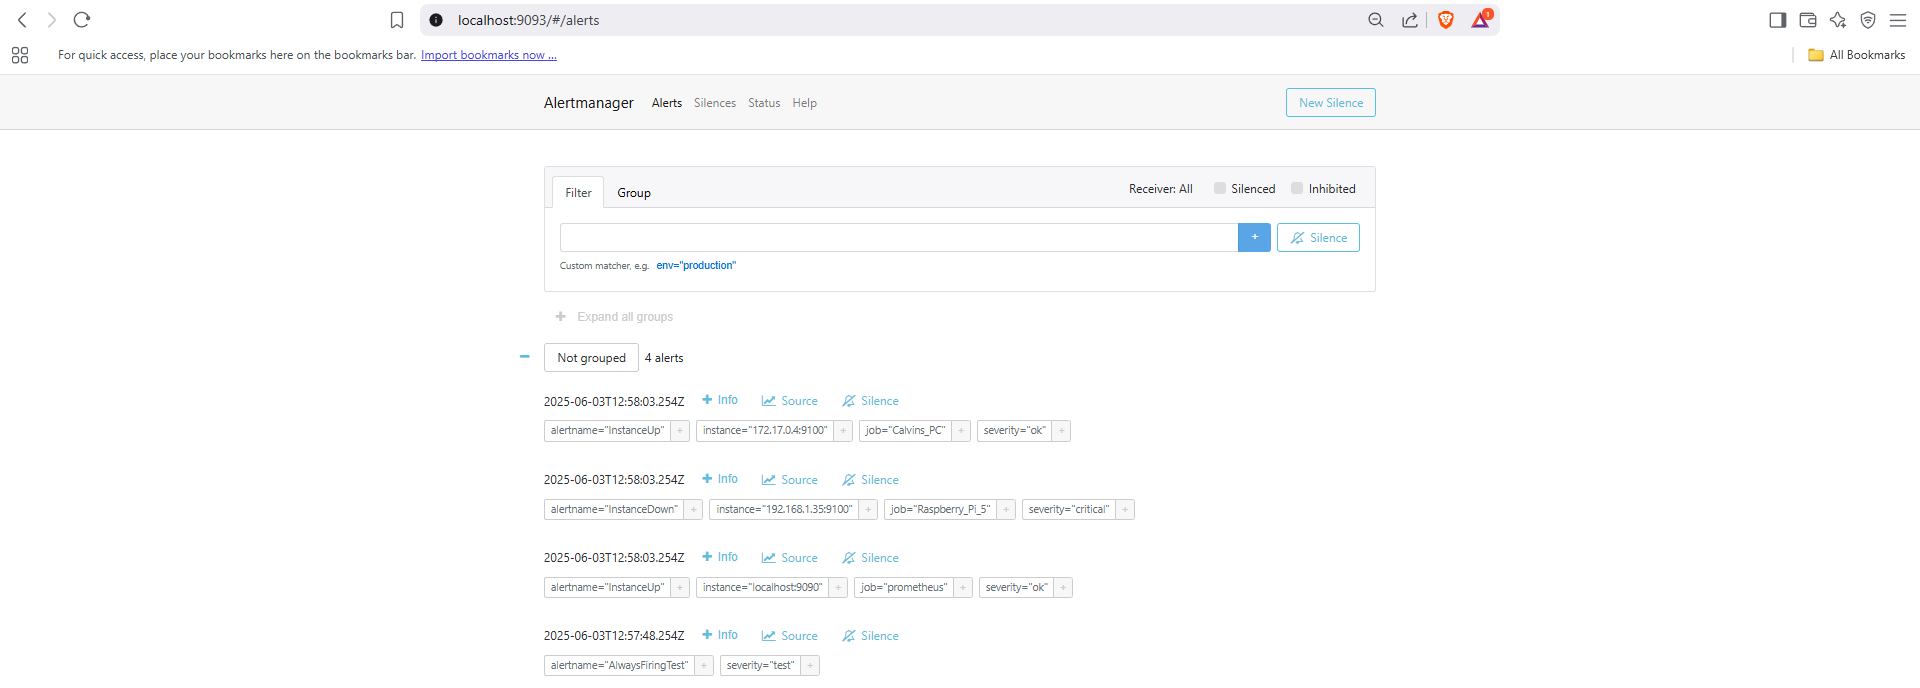 localhost:9093/#/alerts
1
For quick access, place your bookmarks here on the bookmarks bar. Import bookmarks now ...
All Bookmarks
Alertmanager Alerts Silences Status Help New Silence
Filter Group Receiver: All Silenced Inhibited
+ Silence
Custom matcher, e.g. env="production"
+ Expand all groups
− Not grouped 4 alerts
2025-06-03T12:58:03.254Z + Info Source Silence
alertname="InstanceUp" + instance="172.17.0.4:9100" + job="Calvins_PC" + severity="ok" +
2025-06-03T12:58:03.254Z + Info Source Silence
alertname="InstanceDown" + instance="192.168.1.35:9100" + job="Raspberry_Pi_5" + severity="critical" +
2025-06-03T12:58:03.254Z + Info Source Silence
alertname="InstanceUp" + instance="localhost:9090" + job="prometheus" + severity="ok" +
2025-06-03T12:57:48.254Z + Info Source Silence
alertname="AlwaysFiringTest" + severity="test" +